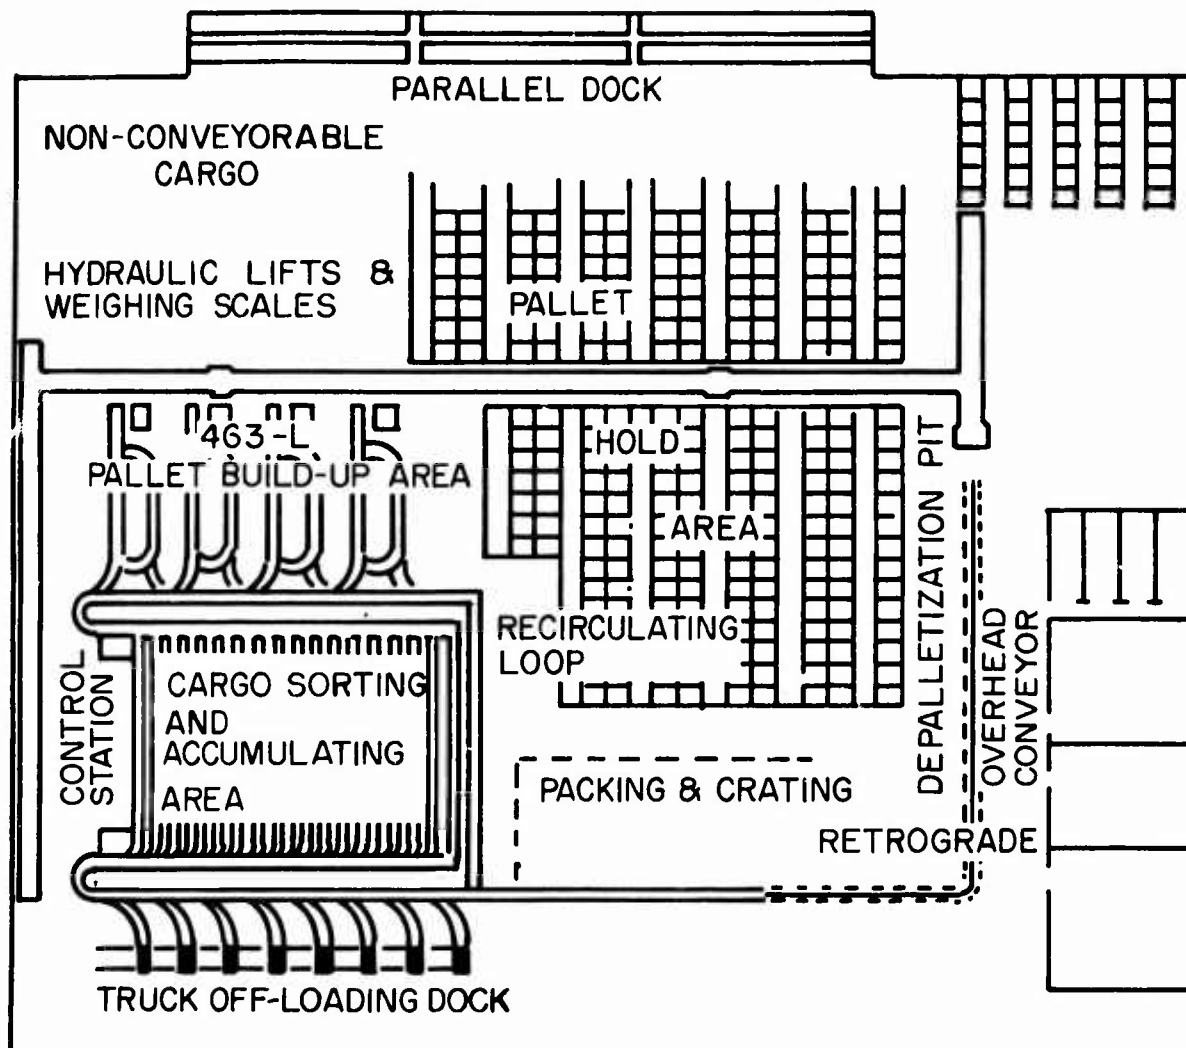 PARALLEL DOCK
NON-CONVEYORABLE
CARGO
HYDRAULIC LIFTS &
WEIGHING SCALES
PALLET
463-L
PALLET BUILD-UP AREA
HOLD
AREA
RECIRCULATING
LOOP
DEPALLETIZATION PIT
OVERHEAD
CONVEYOR
CONTROL
STATION
CARGO SORTING
AND
ACCUMULATING
AREA
PACKING & CRATING
RETROGRADE
TRUCK OFF-LOADING DOCK